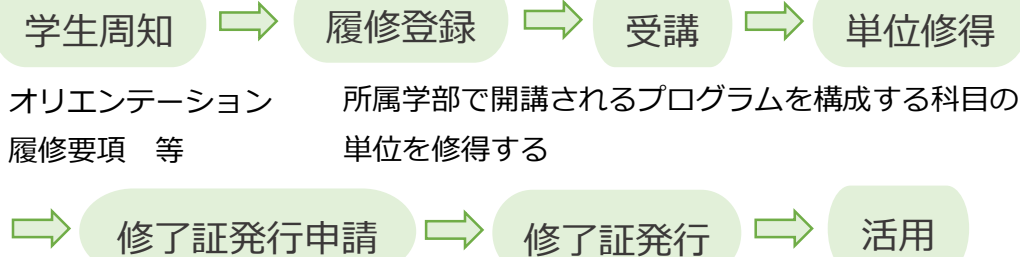 学生周知 履修登録 受講 単位修得
オリエンテーション 所属学部で開講されるプログラムを構成する科目の
履修要項　等 単位を修得する
修了証発行申請 修了証発行 活用